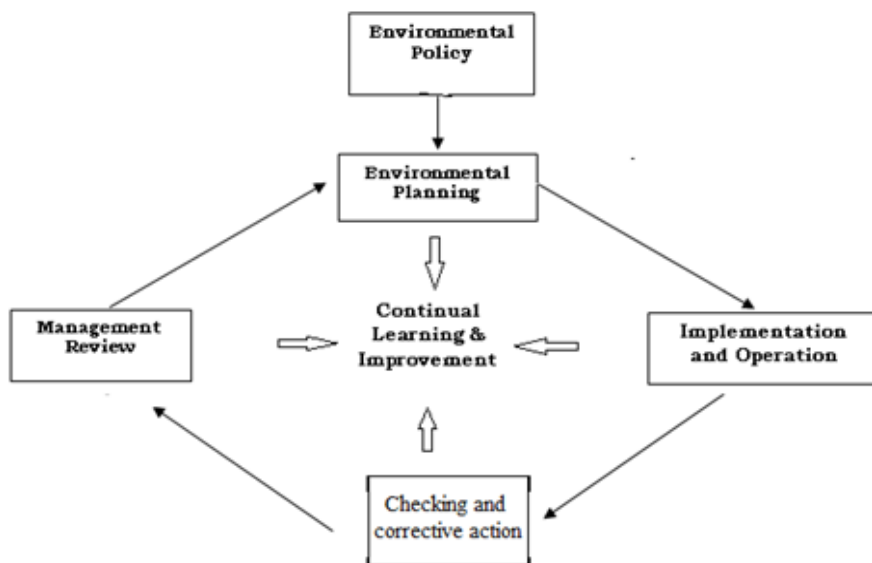 Environmental
Policy
Environmental
Planning
Management
Review
Continual
Learning &
Improvement
Implementation
and Operation
Checking and
corrective action